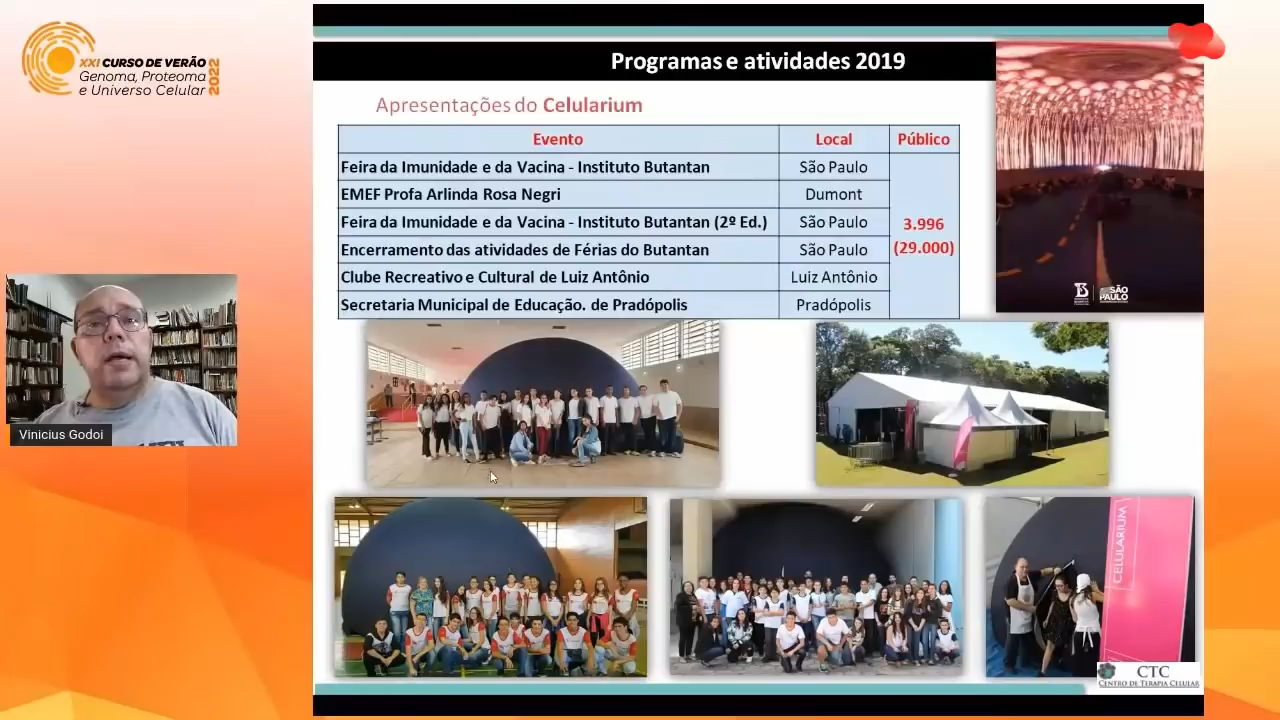 XXI CURSO DE VERÃO
Genoma, Proteoma
e Universo Celular
2022
Programas e atividades 2019
Apresentações do Celularium
Evento Local Público
Feira da Imunidade e da Vacina - Instituto Butantan São Paulo
EMEF Profa Arlinda Rosa Negri Dumont
Feira da Imunidade e da Vacina - Instituto Butantan (2º Ed.) São Paulo
Encerramento das atividades de Férias do Butantan São Paulo
Clube Recreativo e Cultural de Luiz Antônio Luiz Antônio
Secretaria Municipal de Educação. de Pradópolis Pradópolis
3.996
(29.000)
SÃO
PAULO
Vinicius Godoi
CELULARIUM
CTC
CENTRO DE TERAPIA CELULAR